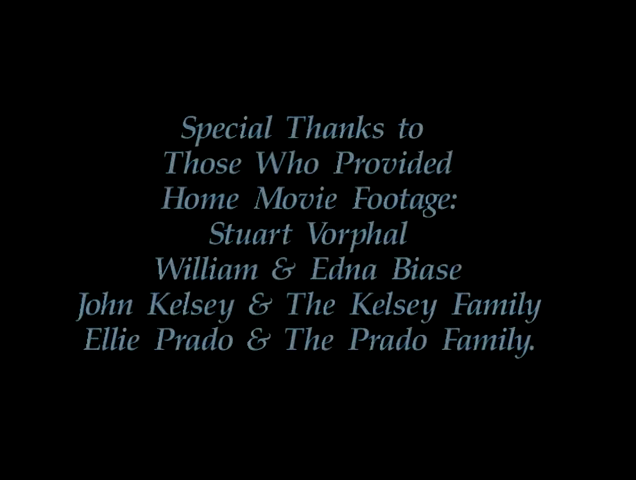 Special Thanks to
Those Who Provided
Home Movie Footage:
Stuart Vorphal
William & Edna Biase
John Kelsey & The Kelsey Family
Ellie Prado & The Prado Family.